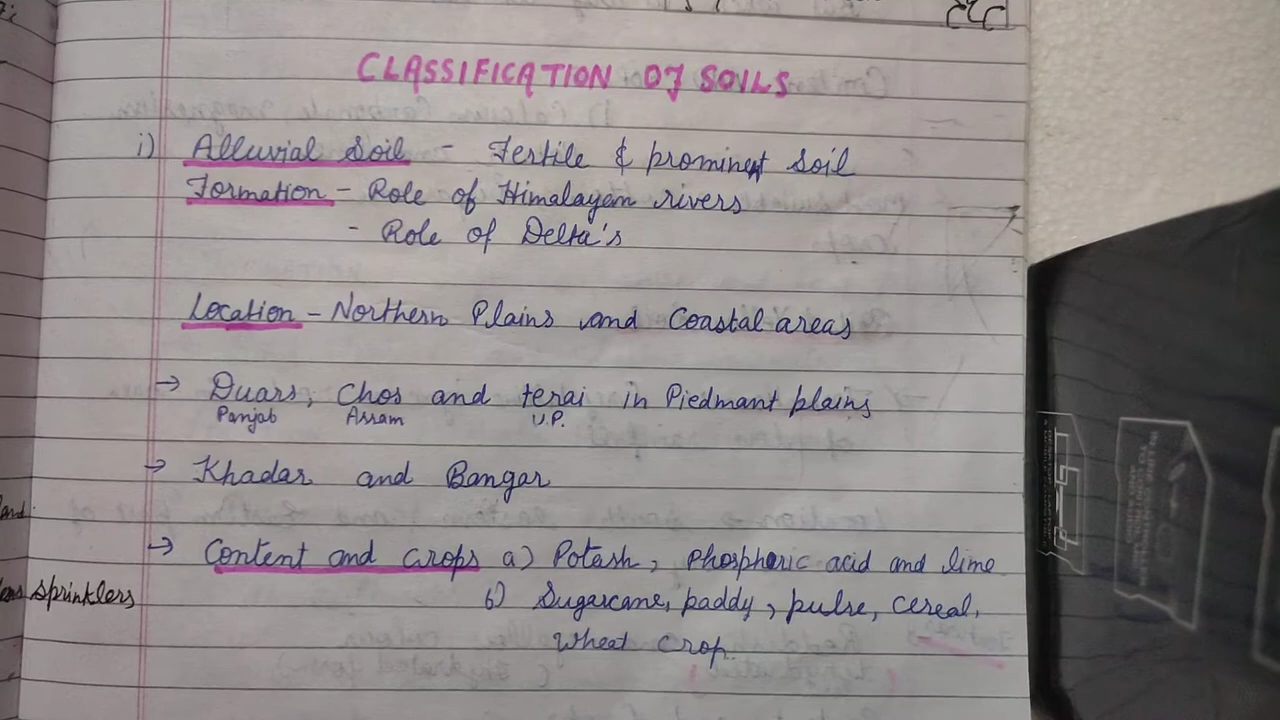 CLASSIFICATION OF SOILS
i) Alluvial Soil - Fertile & prominent Soil
Formation - Role of Himalayan rivers
- Role of Delta's
Location - Northern Plains and Coastal areas
→ Duars, Chos and terai in Piedmant plains
Panjab Assam U.P.
→ Khadar and Bangar
→ Content and crops a) Potash, Phosphoric acid and lime
b) Sugarcane, paddy, pulse, cereal,
Wheat crop.
sprinklers